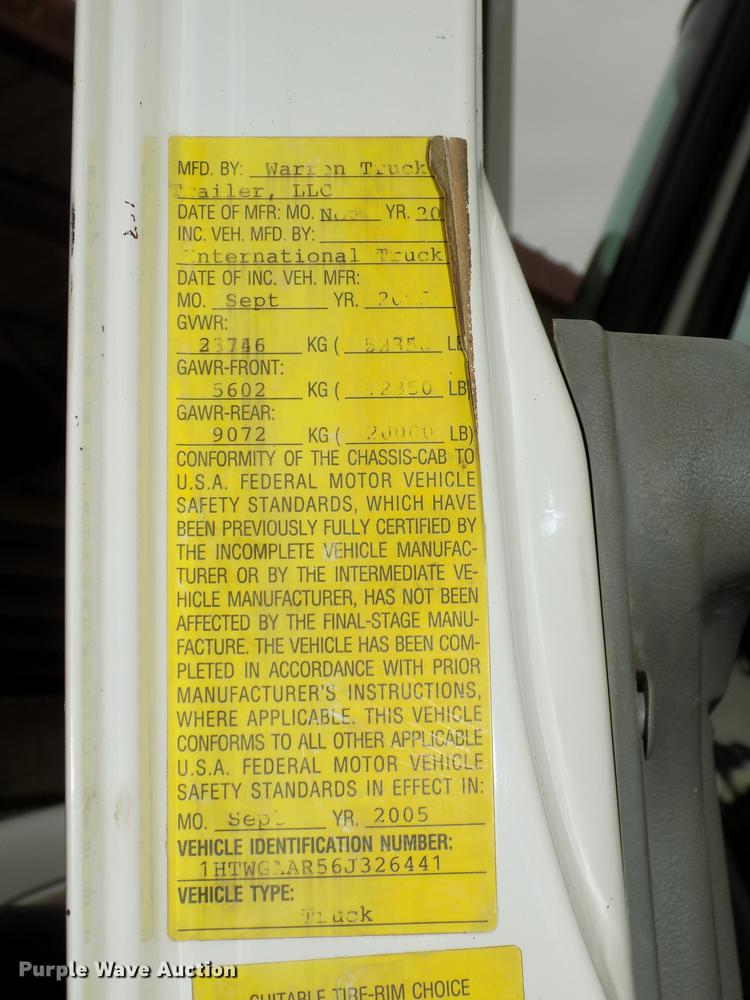 MFD. BY: Warren Truck
Trailer, LLC
DATE OF MFR: MO. YR. 20
INC. VEH. MFD. BY:
International Truck
DATE OF INC. VEH. MFR:
MO. Sept YR.
GVWR:
23746 KG ( LB
GAWR-FRONT:
5602 KG ( 12350 LB)
GAWR-REAR:
9072 KG ( 20000 LB)
CONFORMITY OF THE CHASSIS-CAB TO
U.S.A. FEDERAL MOTOR VEHICLE
SAFETY STANDARDS, WHICH HAVE
BEEN PREVIOUSLY FULLY CERTIFIED BY
THE INCOMPLETE VEHICLE MANUFAC-
TURER OR BY THE INTERMEDIATE VE-
HICLE MANUFACTURER, HAS NOT BEEN
AFFECTED BY THE FINAL-STAGE MANU-
FACTURE. THE VEHICLE HAS BEEN COM-
PLETED IN ACCORDANCE WITH PRIOR
MANUFACTURER'S INSTRUCTIONS,
WHERE APPLICABLE. THIS VEHICLE
CONFORMS TO ALL OTHER APPLICABLE
U.S.A. FEDERAL MOTOR VEHICLE
SAFETY STANDARDS IN EFFECT IN:
MO. Sept YR. 2005
VEHICLE IDENTIFICATION NUMBER:
VEHICLE TYPE:
Truck
SUITABLE TIRE-RIM CHOICE
Purple Wave Auction